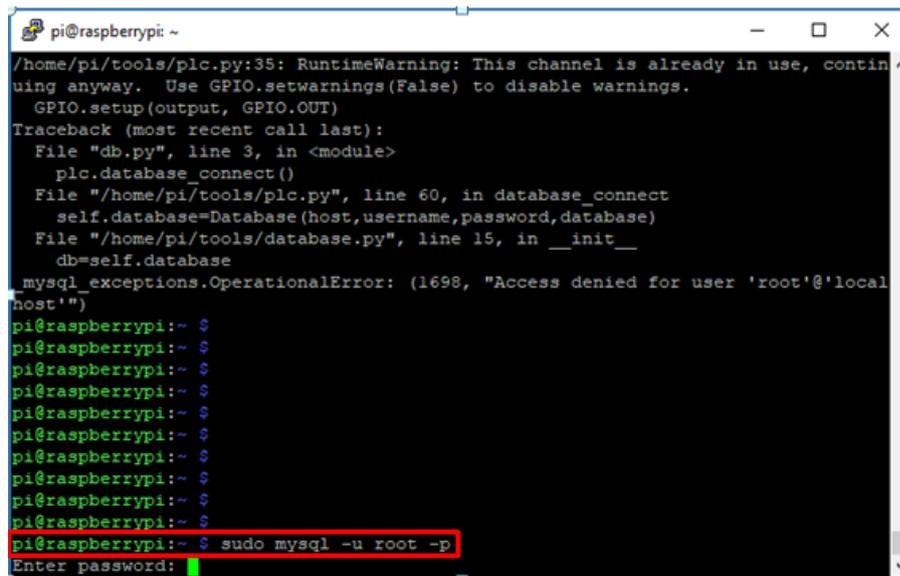 pi@raspberrypi: ~
/home/pi/tools/plc.py:35: RuntimeWarning: This channel is already in use, contin
uing anyway.  Use GPIO.setwarnings(False) to disable warnings.
  GPIO.setup(output, GPIO.OUT)
Traceback (most recent call last):
  File "db.py", line 3, in <module>
    plc.database_connect()
  File "/home/pi/tools/plc.py", line 60, in database_connect
    self.database=Database(host,username,password,database)
  File "/home/pi/tools/database.py", line 15, in __init__
    db=self.database
_mysql_exceptions.OperationalError: (1698, "Access denied for user 'root'@'local
host'")
pi@raspberrypi:~ $
pi@raspberrypi:~ $
pi@raspberrypi:~ $
pi@raspberrypi:~ $
pi@raspberrypi:~ $
pi@raspberrypi:~ $
pi@raspberrypi:~ $
pi@raspberrypi:~ $
pi@raspberrypi:~ $
pi@raspberrypi:~ $
pi@raspberrypi:~ $ sudo mysql -u root -p
Enter password: